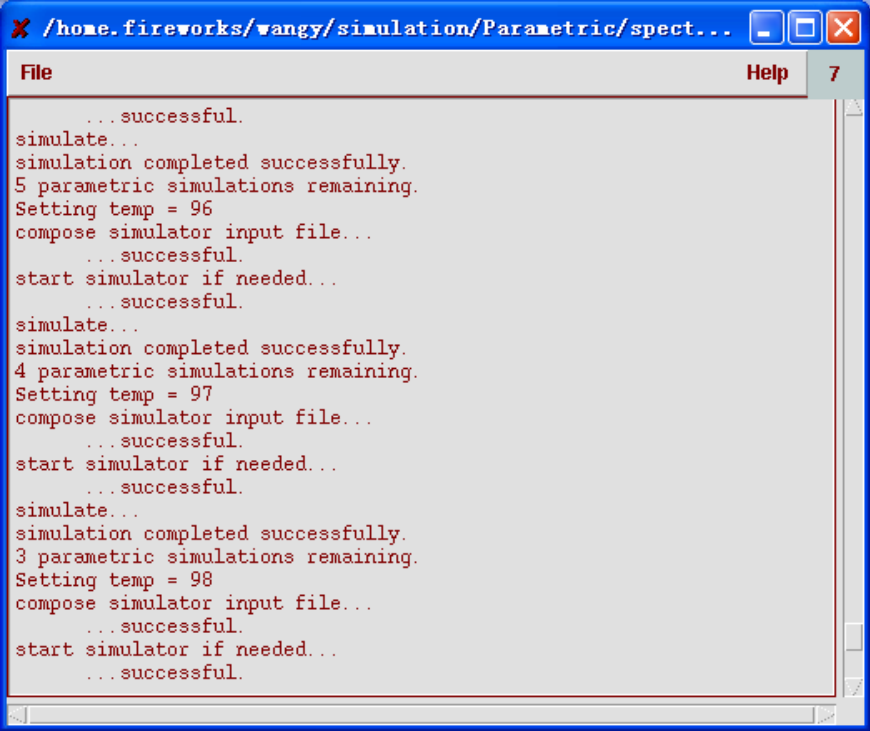 /home.fireworks/wangy/simulation/Parametric/spect...
File Help 7
...successful.
simulate...
simulation completed successfully.
5 parametric simulations remaining.
Setting temp = 96
compose simulator input file...
...successful.
start simulator if needed...
...successful.
simulate...
simulation completed successfully.
4 parametric simulations remaining.
Setting temp = 97
compose simulator input file...
...successful.
start simulator if needed...
...successful.
simulate...
simulation completed successfully.
3 parametric simulations remaining.
Setting temp = 98
compose simulator input file...
...successful.
start simulator if needed...
...successful.